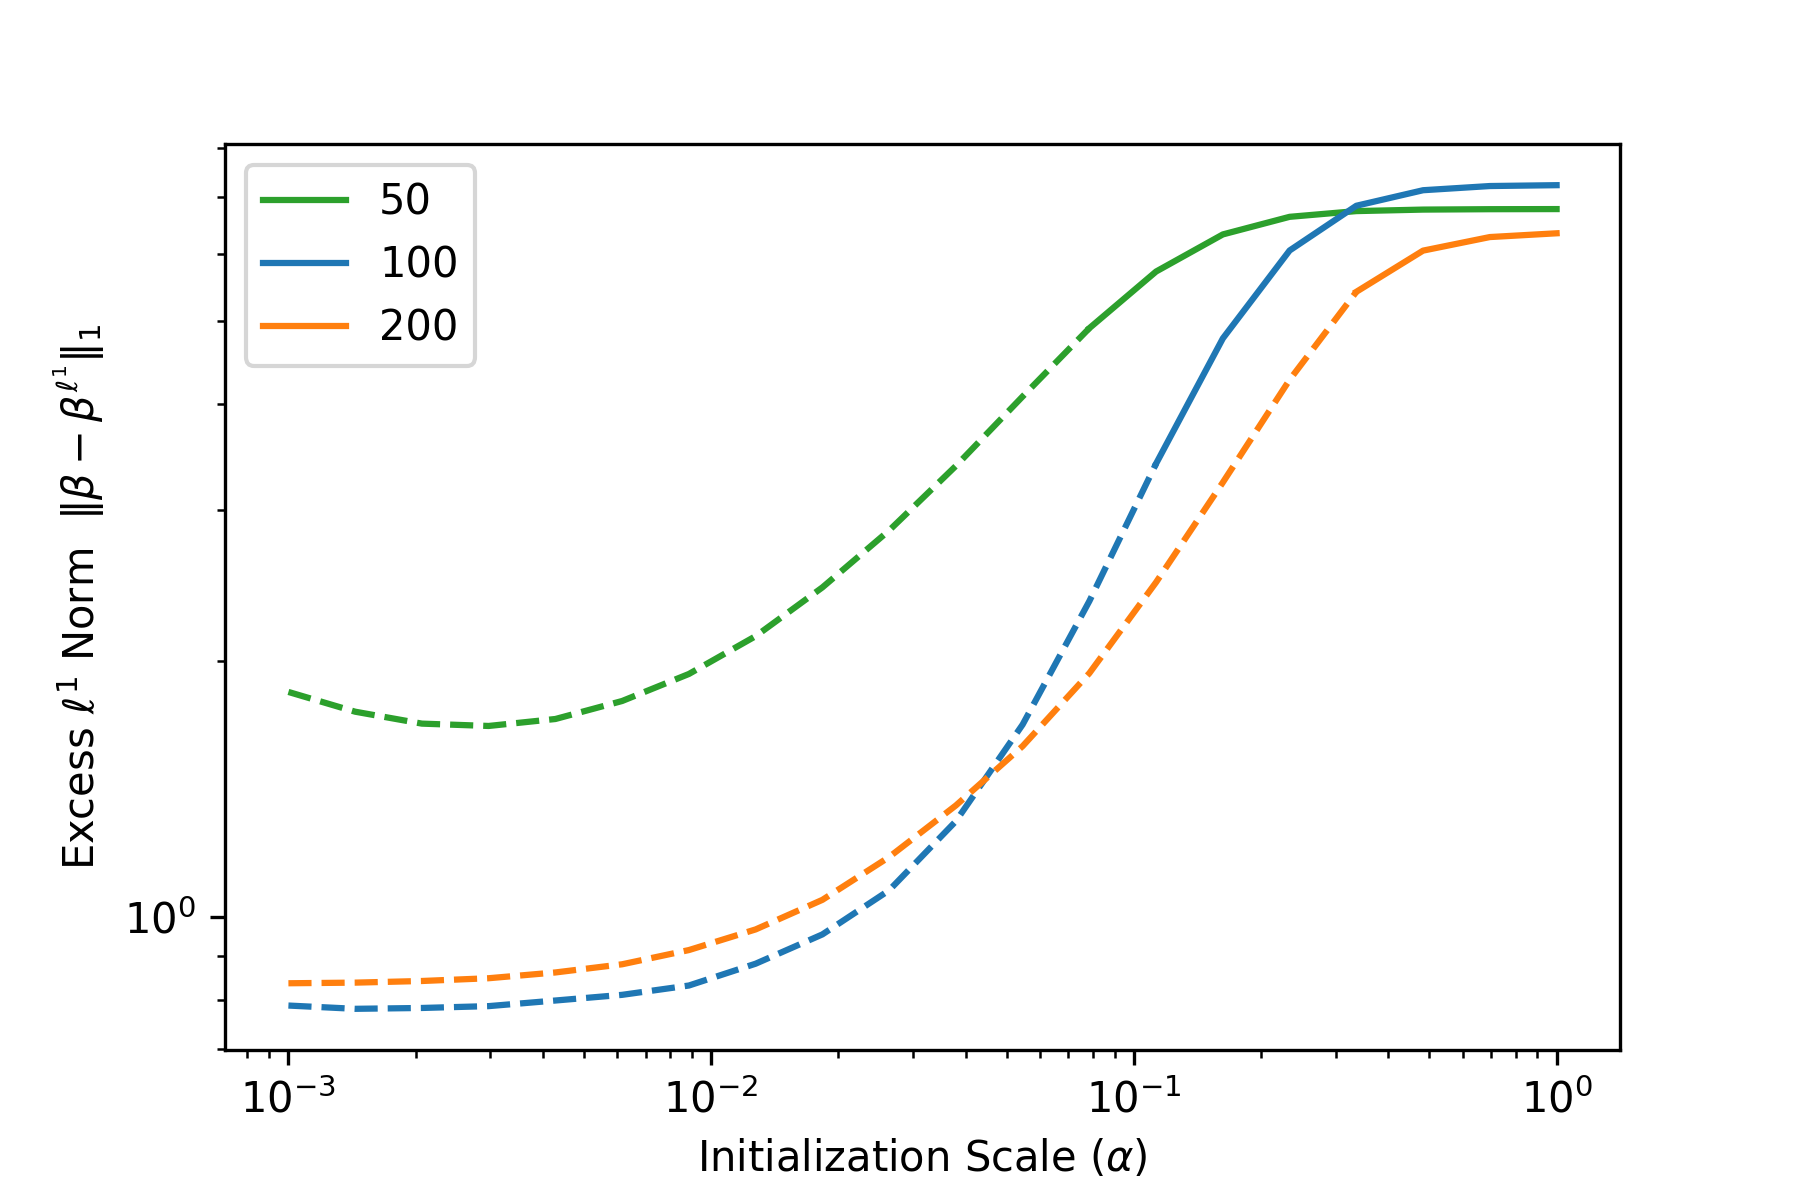 50
100
200
Excess ℓ¹ Norm ‖β − β^{ℓ¹}‖₁
10⁰
10⁻³ 10⁻² 10⁻¹ 10⁰
Initialization Scale (α)